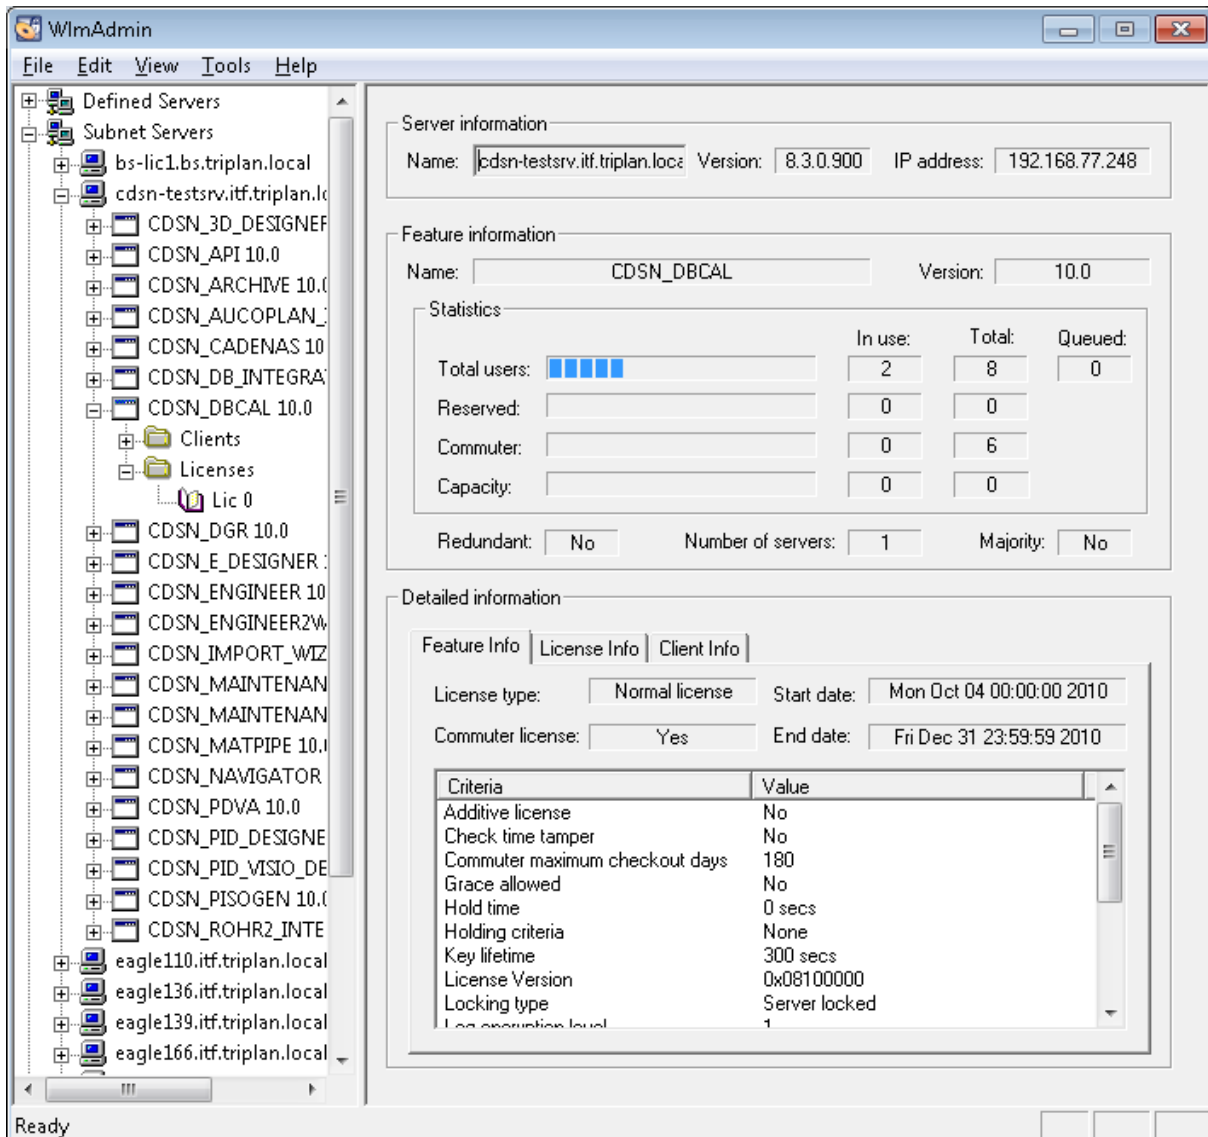 WlmAdmin
File Edit View Tools Help
Defined Servers
Subnet Servers
bs-lic1.bs.triplan.local
cdsn-testsrv.itf.triplan.lo
CDSN_3D_DESIGNER
CDSN_API 10.0
CDSN_ARCHIVE 10.0
CDSN_AUCOPLAN_
CDSN_CADENAS 10
CDSN_DB_INTEGRA
CDSN_DBCAL 10.0
Clients
Licenses
Lic 0
CDSN_DGR 10.0
CDSN_E_DESIGNER
CDSN_ENGINEER 10
CDSN_ENGINEER2W
CDSN_IMPORT_WIZ
CDSN_MAINTENAN
CDSN_MAINTENAN
CDSN_MATPIPE 10.
CDSN_NAVIGATOR
CDSN_PDVA 10.0
CDSN_PID_DESIGNE
CDSN_PID_VISIO_DE
CDSN_PISOGEN 10.0
CDSN_ROHR2_INTE
eagle110.itf.triplan.local
eagle136.itf.triplan.local
eagle139.itf.triplan.local
eagle166.itf.triplan.local
Ready
Server information
Name: cdsn-testsrv.itf.triplan.loca Version: 8.3.0.900 IP address: 192.168.77.248
Feature information
Name: CDSN_DBCAL Version: 10.0
Statistics
In use: Total: Queued:
Total users: 2 8 0
Reserved: 0 0
Commuter: 0 6
Capacity: 0 0
Redundant: No Number of servers: 1 Majority: No
Detailed information
Feature Info License Info Client Info
License type: Normal license Start date: Mon Oct 04 00:00:00 2010
Commuter license: Yes End date: Fri Dec 31 23:59:59 2010
Criteria Value
Additive license No
Check time tamper No
Commuter maximum checkout days 180
Grace allowed No
Hold time 0 secs
Holding criteria None
Key lifetime 300 secs
License Version 0x08100000
Locking type Server locked
Log encryption level 1